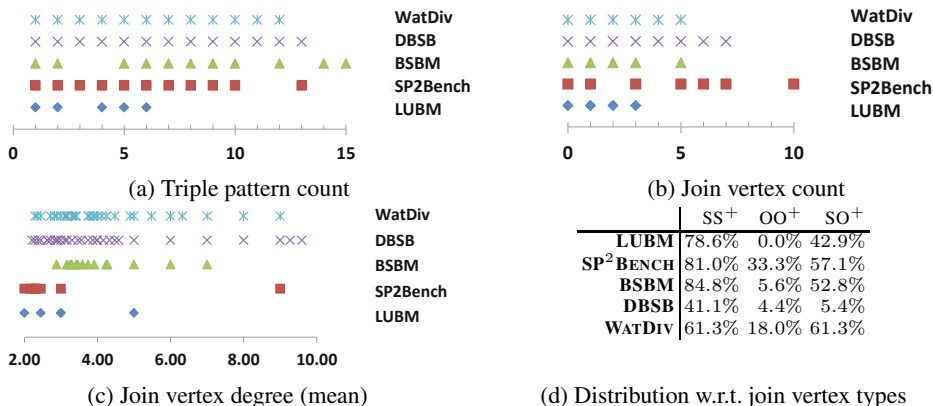 WatDiv
DBSB
BSBM
SP2Bench
LUBM
0 5 10 15
(a) Triple pattern count
WatDiv
DBSB
BSBM
SP2Bench
LUBM
0 5 10
(b) Join vertex count
WatDiv
DBSB
BSBM
SP2Bench
LUBM
2.00 4.00 6.00 8.00 10.00
(c) Join vertex degree (mean)
SS+ OO+ SO+
LUBM 78.6% 0.0% 42.9%
SP2BENCH 81.0% 33.3% 57.1%
BSBM 84.8% 5.6% 52.8%
DBSB 41.1% 4.4% 5.4%
WATDIV 61.3% 18.0% 61.3%
(d) Distribution w.r.t. join vertex types